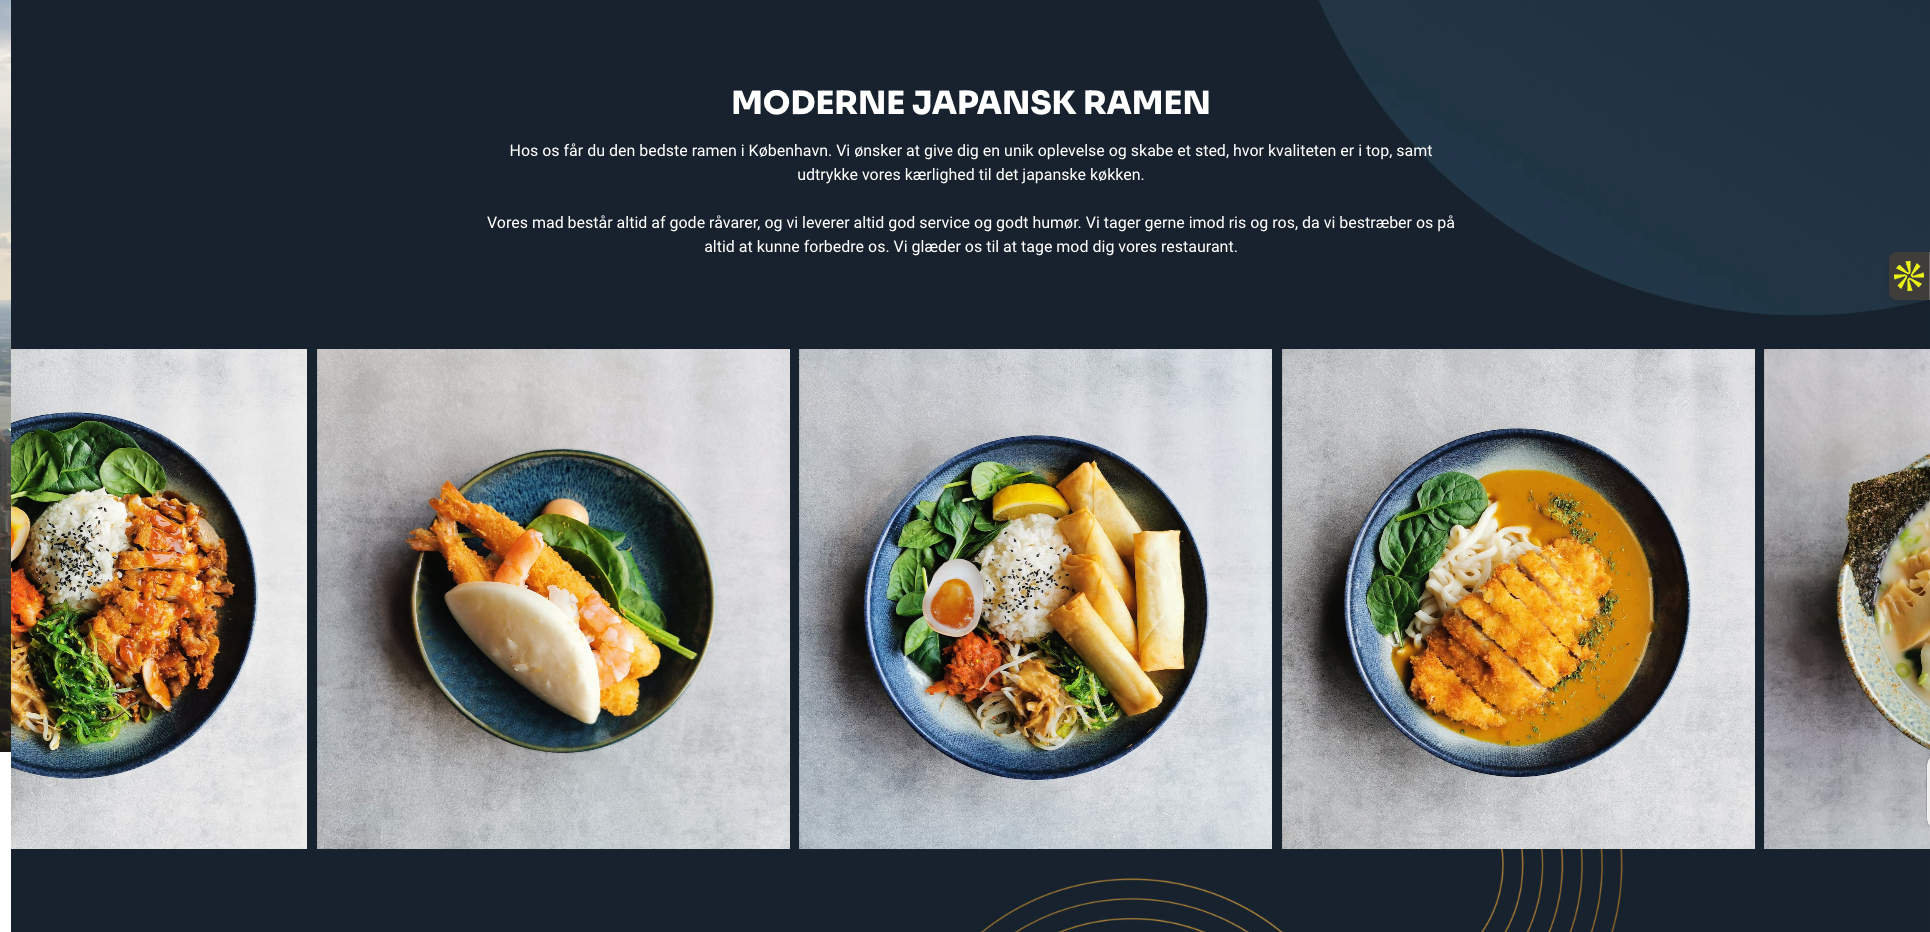 MODERNE JAPANSK RAMEN
Hos os får du den bedste ramen i København. Vi ønsker at give dig en unik oplevelse og skabe et sted, hvor kvaliteten er i top, samt
udtrykke vores kærlighed til det japanske køkken.
Vores mad består altid af gode råvarer, og vi leverer altid god service og godt humør. Vi tager gerne imod ris og ros, da vi bestræber os på
altid at kunne forbedre os. Vi glæder os til at tage mod dig vores restaurant.